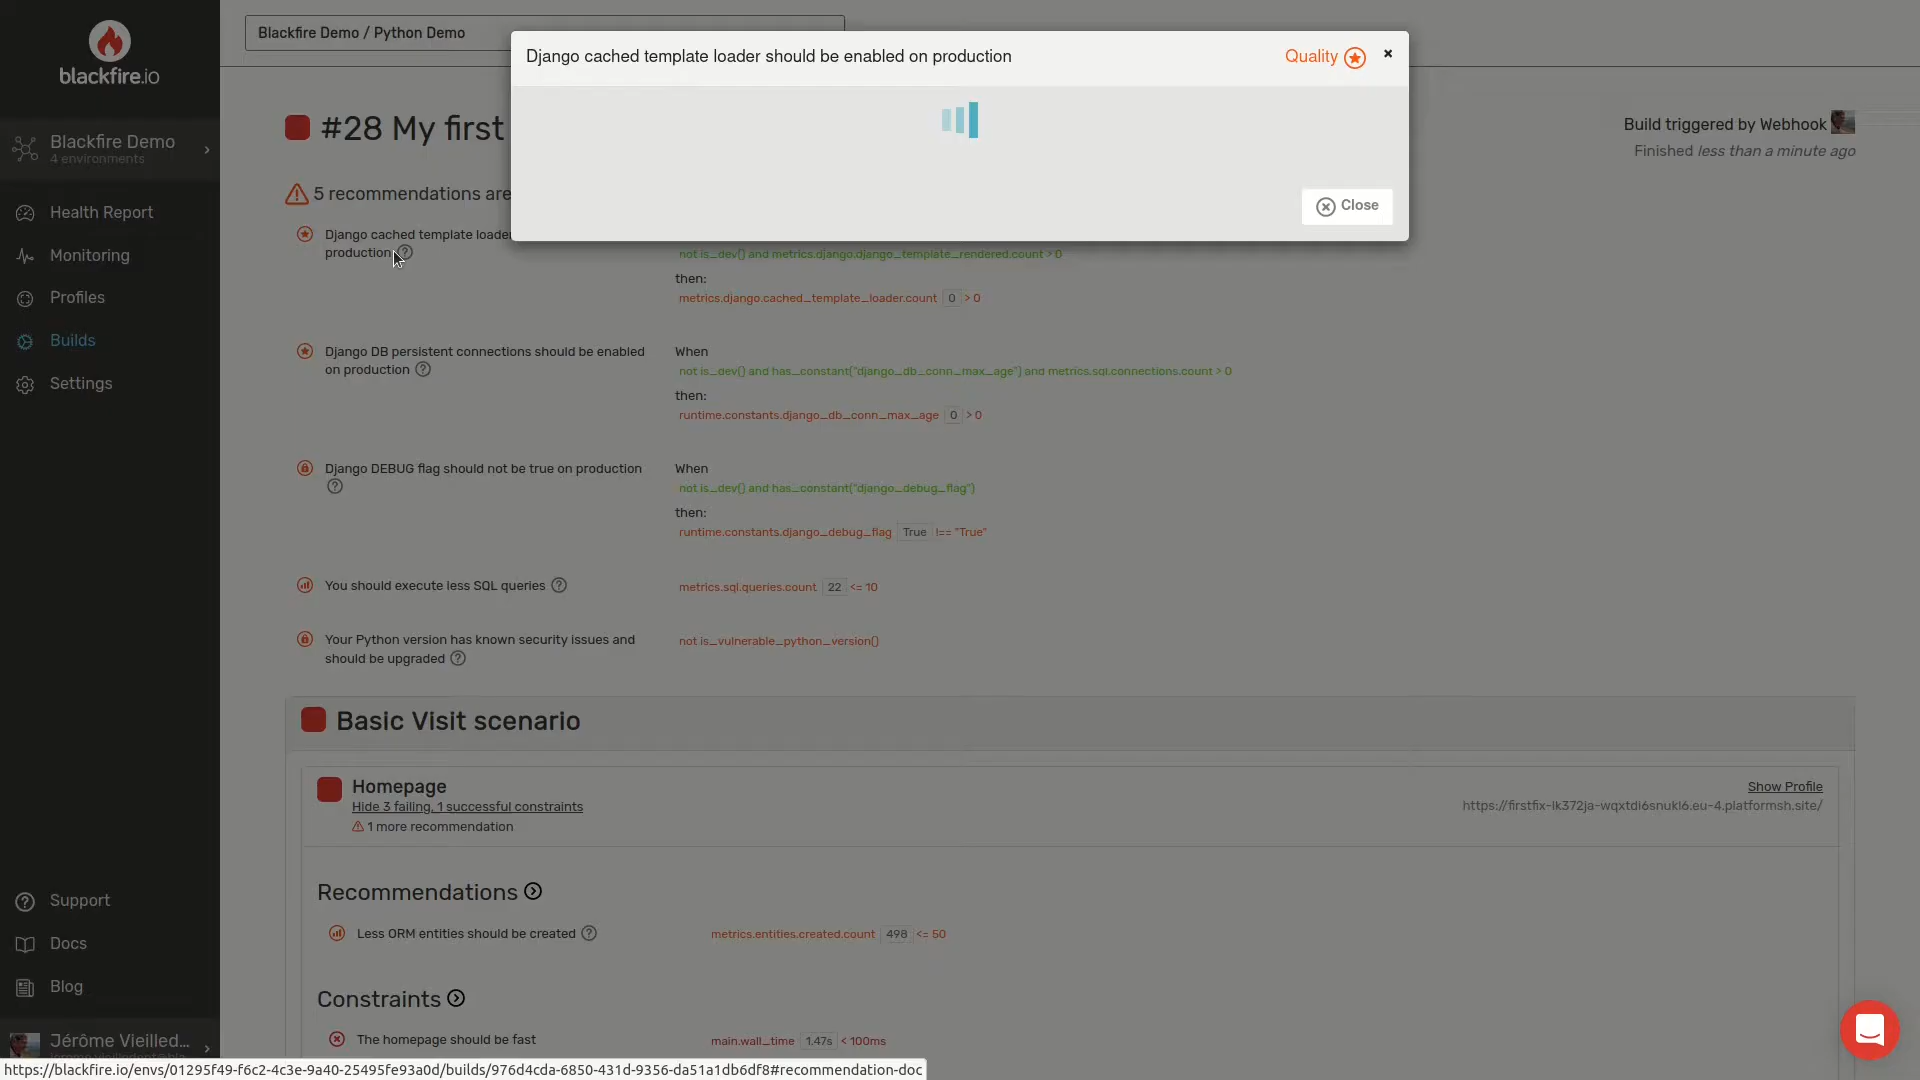 blackfire.io
Blackfire Demo
4 environments
Health Report
Monitoring
Profiles
Builds
Settings
Support
Docs
Blog
Jérôme Vieilled...
Blackfire Demo / Python Demo
Django cached template loader should be enabled on production
Quality
Close
#28 My first
Build triggered by Webhook
Finished less than a minute ago
5 recommendations are
Django cached template loader
production
not is_dev() and metrics.django.django_template_rendered.count > 0
then:
metrics.django.cached_template_loader.count 0 > 0
Django DB persistent connections should be enabled
on production
When
not is_dev() and has_constant("django_db_conn_max_age") and metrics.sql.connections.count > 0
then:
runtime.constants.django_db_conn_max_age 0 > 0
Django DEBUG flag should not be true on production
When
not is_dev() and has_constant("django_debug_flag")
then:
runtime.constants.django_debug_flag True !== "True"
You should execute less SQL queries
metrics.sql.queries.count 22 <= 10
Your Python version has known security issues and
should be upgraded
not is_vulnerable_python_version()
Basic Visit scenario
Homepage
Hide 3 failing, 1 successful constraints
1 more recommendation
Show Profile
https://firstfix-lk372ja-wqxtdi6snukl6.eu-4.platformsh.site/
Recommendations
Less ORM entities should be created
metrics.entities.created.count 498 <= 50
Constraints
The homepage should be fast
main.wall_time 1.47s < 100ms
https://blackfire.io/envs/01295f49-f6c2-4c3e-9a40-25495fe93a0d/builds/976d4cda-6850-431d-9356-da51a1db6df8#recommendation-doc